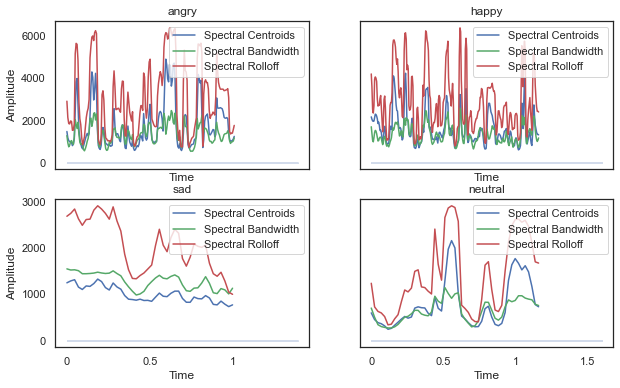 angry
happy
Amplitude
6000
4000
2000
0
Spectral Centroids
Spectral Bandwidth
Spectral Rolloff
Spectral Centroids
Spectral Bandwidth
Spectral Rolloff
Time
Time
sad
neutral
Amplitude
3000
2000
1000
0
Spectral Centroids
Spectral Bandwidth
Spectral Rolloff
Spectral Centroids
Spectral Bandwidth
Spectral Rolloff
0
0.5
1
0
0.5
1
1.5
Time
Time